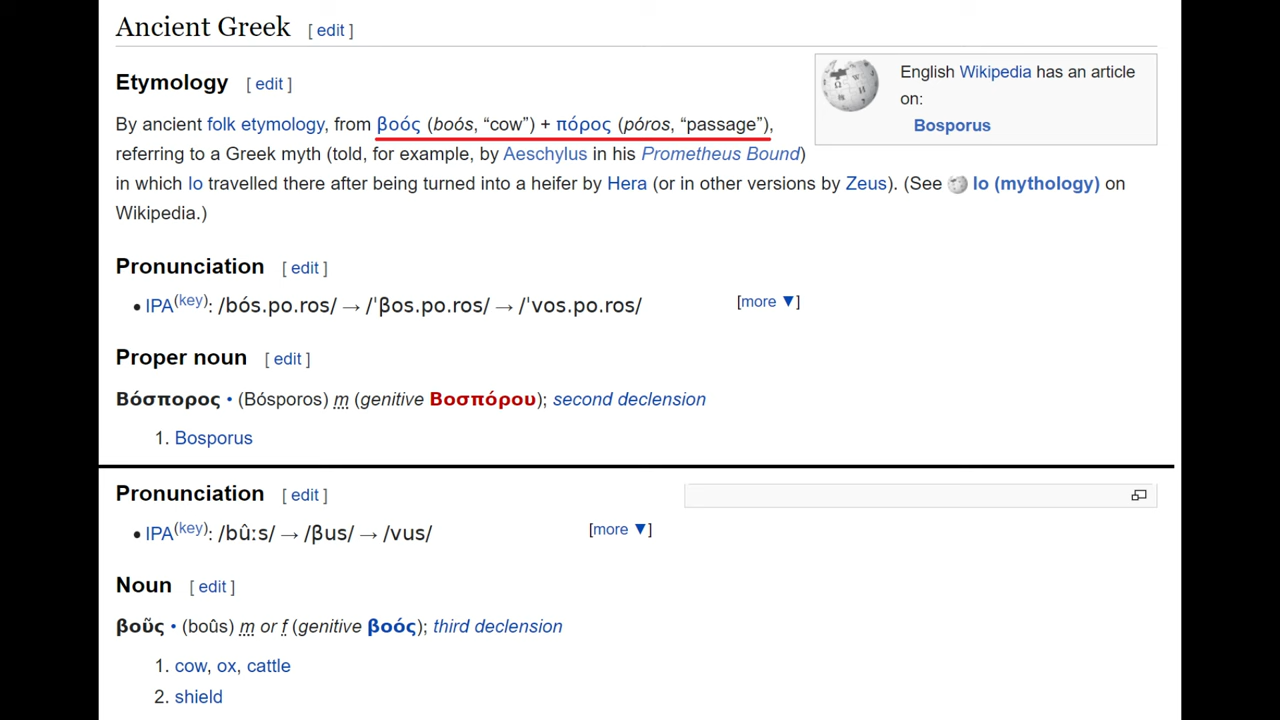 Ancient Greek [ edit ]
Etymology [ edit ]
English Wikipedia has an article
on:
Bosporus
By ancient folk etymology, from βοός (boós, “cow”) + πόρος (póros, “passage”),
referring to a Greek myth (told, for example, by Aeschylus in his Prometheus Bound)
in which Io travelled there after being turned into a heifer by Hera (or in other versions by Zeus). (See Io (mythology) on
Wikipedia.)
Pronunciation [ edit ]
• IPA(key): /bós.po.ros/ → /ˈβos.po.ros/ → /ˈvos.po.ros/ [more ▼]
Proper noun [ edit ]
Βόσπορος • (Bósporos) m (genitive Βοσπόρου); second declension
1. Bosporus
Pronunciation [ edit ]
• IPA(key): /bûːs/ → /βus/ → /vus/ [more ▼]
Noun [ edit ]
βοῦς • (boûs) m or f (genitive βοός); third declension
1. cow, ox, cattle
2. shield